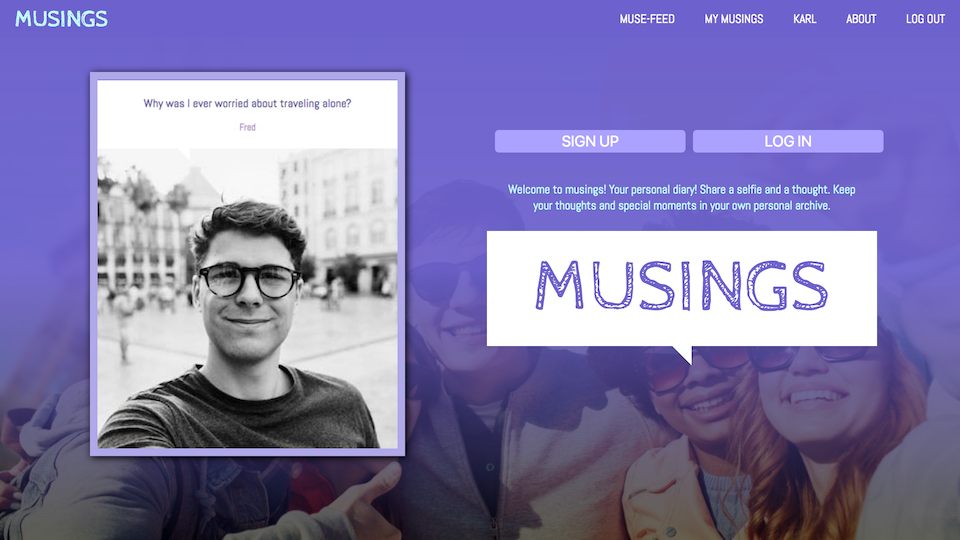 MUSINGS
MUSE-FEED
MY MUSINGS
KARL
ABOUT
LOG OUT
Why was I ever worried about traveling alone?
Fred
SIGN UP
LOG IN
Welcome to musings! Your personal diary! Share a selfie and a thought. Keep
your thoughts and special moments in your own personal archive.
MUSINGS